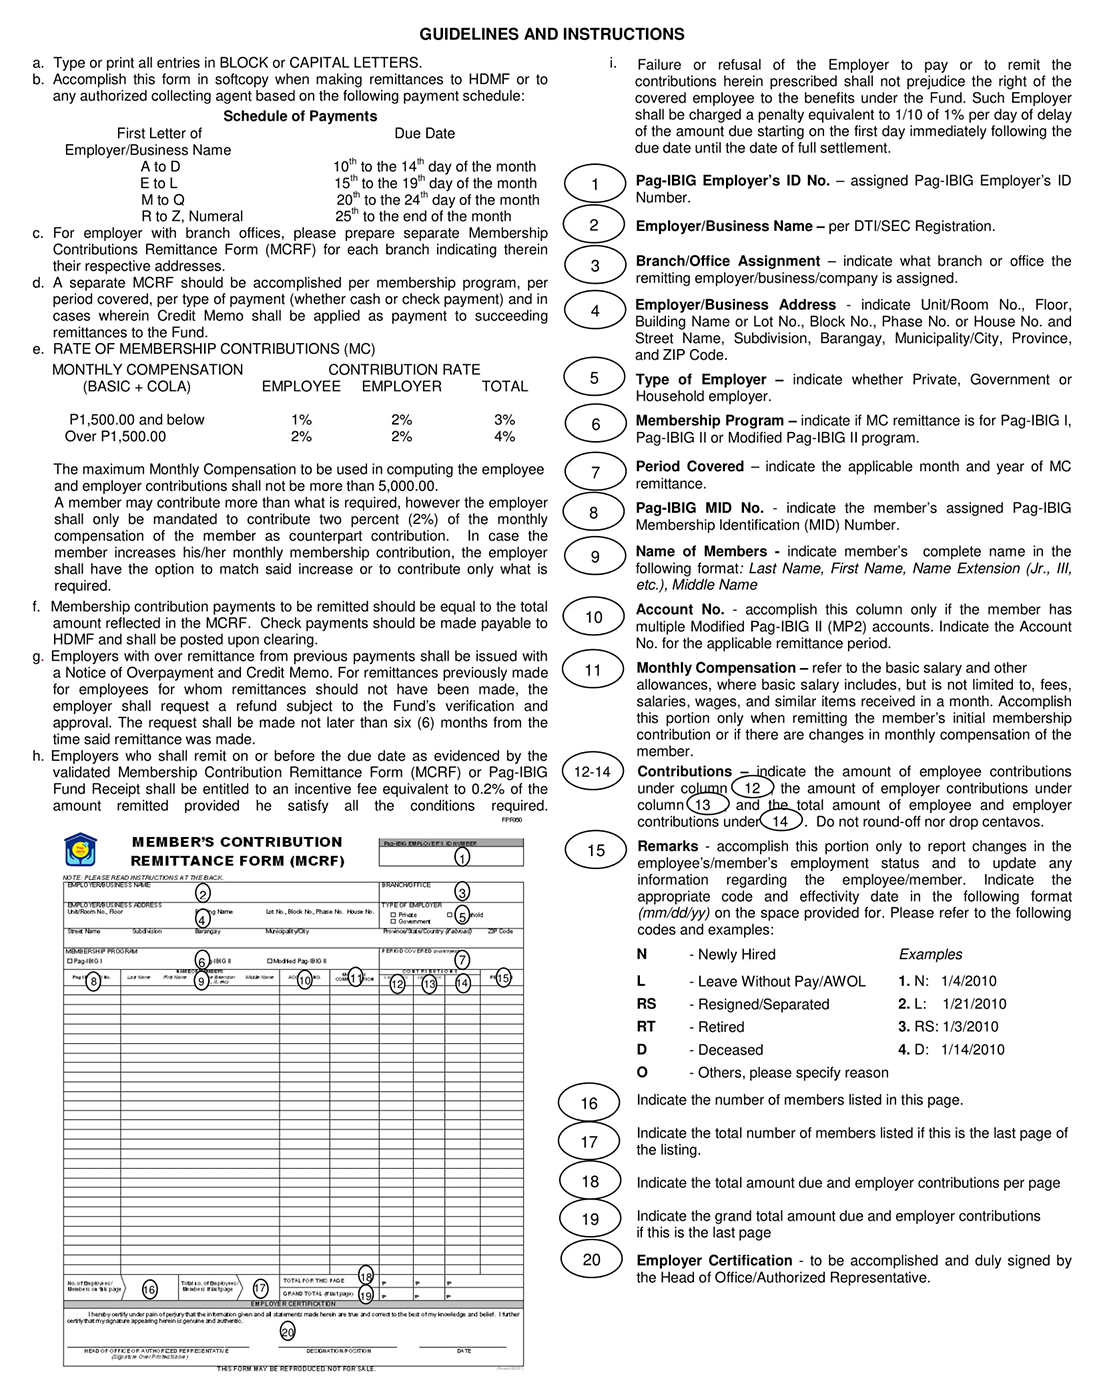 GUIDELINES AND INSTRUCTIONS
a. Type or print all entries in BLOCK or CAPITAL LETTERS.
b. Accomplish this form in softcopy when making remittances to HDMF or to
any authorized collecting agent based on the following payment schedule:
Schedule of Payments
First Letter of Due Date
Employer/Business Name
A to D 10th to the 14th day of the month
E to L 15th to the 19th day of the month
M to Q 20th to the 24th day of the month
R to Z, Numeral 25th to the end of the month
c. For employer with branch offices, please prepare separate Membership
Contributions Remittance Form (MCRF) for each branch indicating therein
their respective addresses.
d. A separate MCRF should be accomplished per membership program, per
period covered, per type of payment (whether cash or check payment) and in
cases wherein Credit Memo shall be applied as payment to succeeding
remittances to the Fund.
e. RATE OF MEMBERSHIP CONTRIBUTIONS (MC)
MONTHLY COMPENSATION CONTRIBUTION RATE
(BASIC + COLA) EMPLOYEE EMPLOYER TOTAL
P1,500.00 and below 1% 2% 3%
Over P1,500.00 2% 2% 4%
The maximum Monthly Compensation to be used in computing the employee
and employer contributions shall not be more than 5,000.00.
A member may contribute more than what is required, however the employer
shall only be mandated to contribute two percent (2%) of the monthly
compensation of the member as counterpart contribution. In case the
member increases his/her monthly membership contribution, the employer
shall have the option to match said increase or to contribute only what is
required.
f. Membership contribution payments to be remitted should be equal to the total
amount reflected in the MCRF. Check payments should be made payable to
HDMF and shall be posted upon clearing.
g. Employers with over remittance from previous payments shall be issued with
a Notice of Overpayment and Credit Memo. For remittances previously made
for employees for whom remittances should not have been made, the
employer shall request a refund subject to the Fund's verification and
approval. The request shall be made not later than six (6) months from the
time said remittance was made.
h. Employers who shall remit on or before the due date as evidenced by the
validated Membership Contribution Remittance Form (MCRF) or Pag-IBIG
Fund Receipt shall be entitled to an incentive fee equivalent to 0.2% of the
amount remitted provided he satisfy all the conditions required.
FPF060
MEMBER'S CONTRIBUTION
REMITTANCE FORM (MCRF)
Pag-IBIG EMPLOYER'S ID NUMBER
1
NOTE: PLEASE READ INSTRUCTIONS AT THE BACK.
EMPLOYER/BUSINESS NAME 2 BRANCH/OFFICE 3
EMPLOYER/BUSINESS ADDRESS TYPE OF EMPLOYER
Unit/Room No., Floor 4 Name Lot No., Block No., Phase No. House No. Private 5
Government
Street Name Subdivision Barangay Municipality/City Province/State/Country (if abroad) ZIP Code
MEMBERSHIP PROGRAM PERIOD COVERED
Pag-IBIG I 6 Modified Pag-IBIG II 7
CONTRIBUTIONS
8 Last Name First Name 9 Middle Name 10 11 12 13 14 15
No. of Employees/ Members on this page 16 Total no. of Employees/ Members if last page 17 TOTAL FOR THIS PAGE 18 P P P
GRAND TOTAL (if last page) 19 P P P
EMPLOYER CERTIFICATION
I hereby certify under pain of perjury that the information given and all statements made herein are true and correct to the best of my knowledge and belief. I further
certify that my signature appearing herein is genuine and authentic.
20
HEAD OF OFFICE OR AUTHORIZED REPRESENTATIVE DESIGNATION/POSITION DATE
(Signature Over Printed Name)
THIS FORM MAY BE REPRODUCED. NOT FOR SALE.
i. Failure or refusal of the Employer to pay or to remit the
contributions herein prescribed shall not prejudice the right of the
covered employee to the benefits under the Fund. Such Employer
shall be charged a penalty equivalent to 1/10 of 1% per day of delay
of the amount due starting on the first day immediately following the
due date until the date of full settlement.
1 Pag-IBIG Employer's ID No. – assigned Pag-IBIG Employer's ID
Number.
2 Employer/Business Name – per DTI/SEC Registration.
3 Branch/Office Assignment – indicate what branch or office the
remitting employer/business/company is assigned.
4 Employer/Business Address - indicate Unit/Room No., Floor,
Building Name or Lot No., Block No., Phase No. or House No. and
Street Name, Subdivision, Barangay, Municipality/City, Province,
and ZIP Code.
5 Type of Employer – indicate whether Private, Government or
Household employer.
6 Membership Program – indicate if MC remittance is for Pag-IBIG I,
Pag-IBIG II or Modified Pag-IBIG II program.
7 Period Covered – indicate the applicable month and year of MC
remittance.
8 Pag-IBIG MID No. - indicate the member's assigned Pag-IBIG
Membership Identification (MID) Number.
9 Name of Members - indicate member's complete name in the
following format: Last Name, First Name, Name Extension (Jr., III,
etc.), Middle Name
10 Account No. - accomplish this column only if the member has
multiple Modified Pag-IBIG II (MP2) accounts. Indicate the Account
No. for the applicable remittance period.
11 Monthly Compensation – refer to the basic salary and other
allowances, where basic salary includes, but is not limited to, fees,
salaries, wages, and similar items received in a month. Accomplish
this portion only when remitting the member's initial membership
contribution or if there are changes in monthly compensation of the
member.
12-14 Contributions – indicate the amount of employee contributions
under column 12, the amount of employer contributions under
column 13 and the total amount of employee and employer
contributions under 14. Do not round-off nor drop centavos.
15 Remarks - accomplish this portion only to report changes in the
employee's/member's employment status and to update any
information regarding the employee/member. Indicate the
appropriate code and effectivity date in the following format
(mm/dd/yy) on the space provided for. Please refer to the following
codes and examples:
N - Newly Hired Examples
L - Leave Without Pay/AWOL 1. N: 1/4/2010
RS - Resigned/Separated 2. L: 1/21/2010
RT - Retired 3. RS: 1/3/2010
D - Deceased 4. D: 1/14/2010
O - Others, please specify reason
16 Indicate the number of members listed in this page.
17 Indicate the total number of members listed if this is the last page of
the listing.
18 Indicate the total amount due and employer contributions per page
19 Indicate the grand total amount due and employer contributions
if this is the last page
20 Employer Certification - to be accomplished and duly signed by
the Head of Office/Authorized Representative.